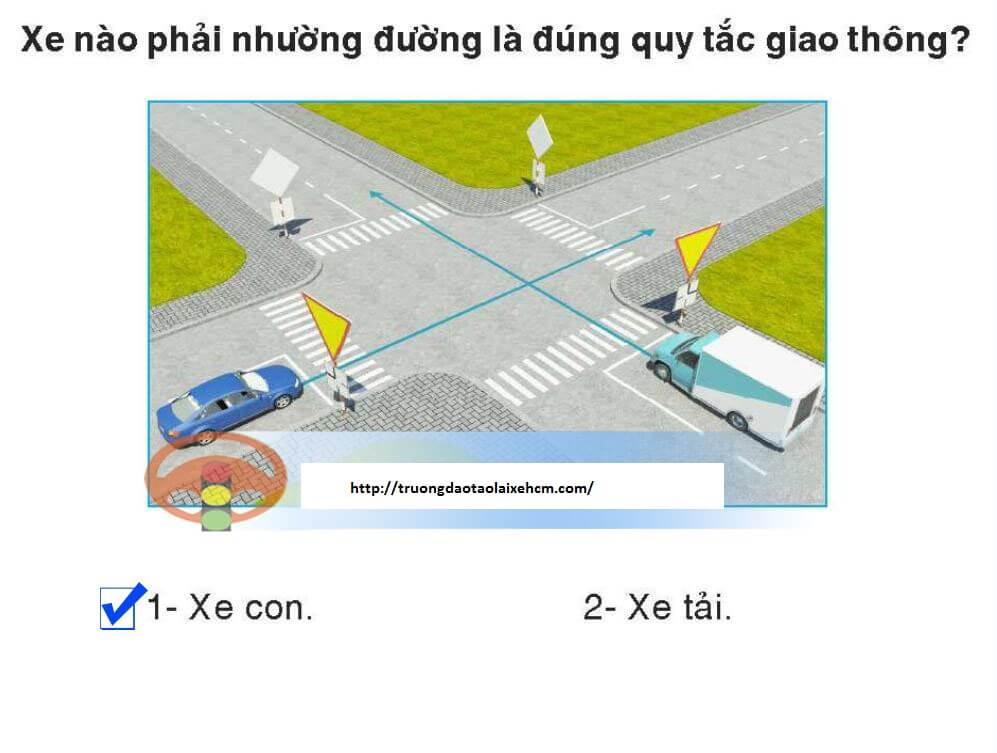 Xe nào phải nhường đường là đúng quy tắc giao thông?
http://truongdaotaolaixehcm.com/
1- Xe con.
2- Xe tải.